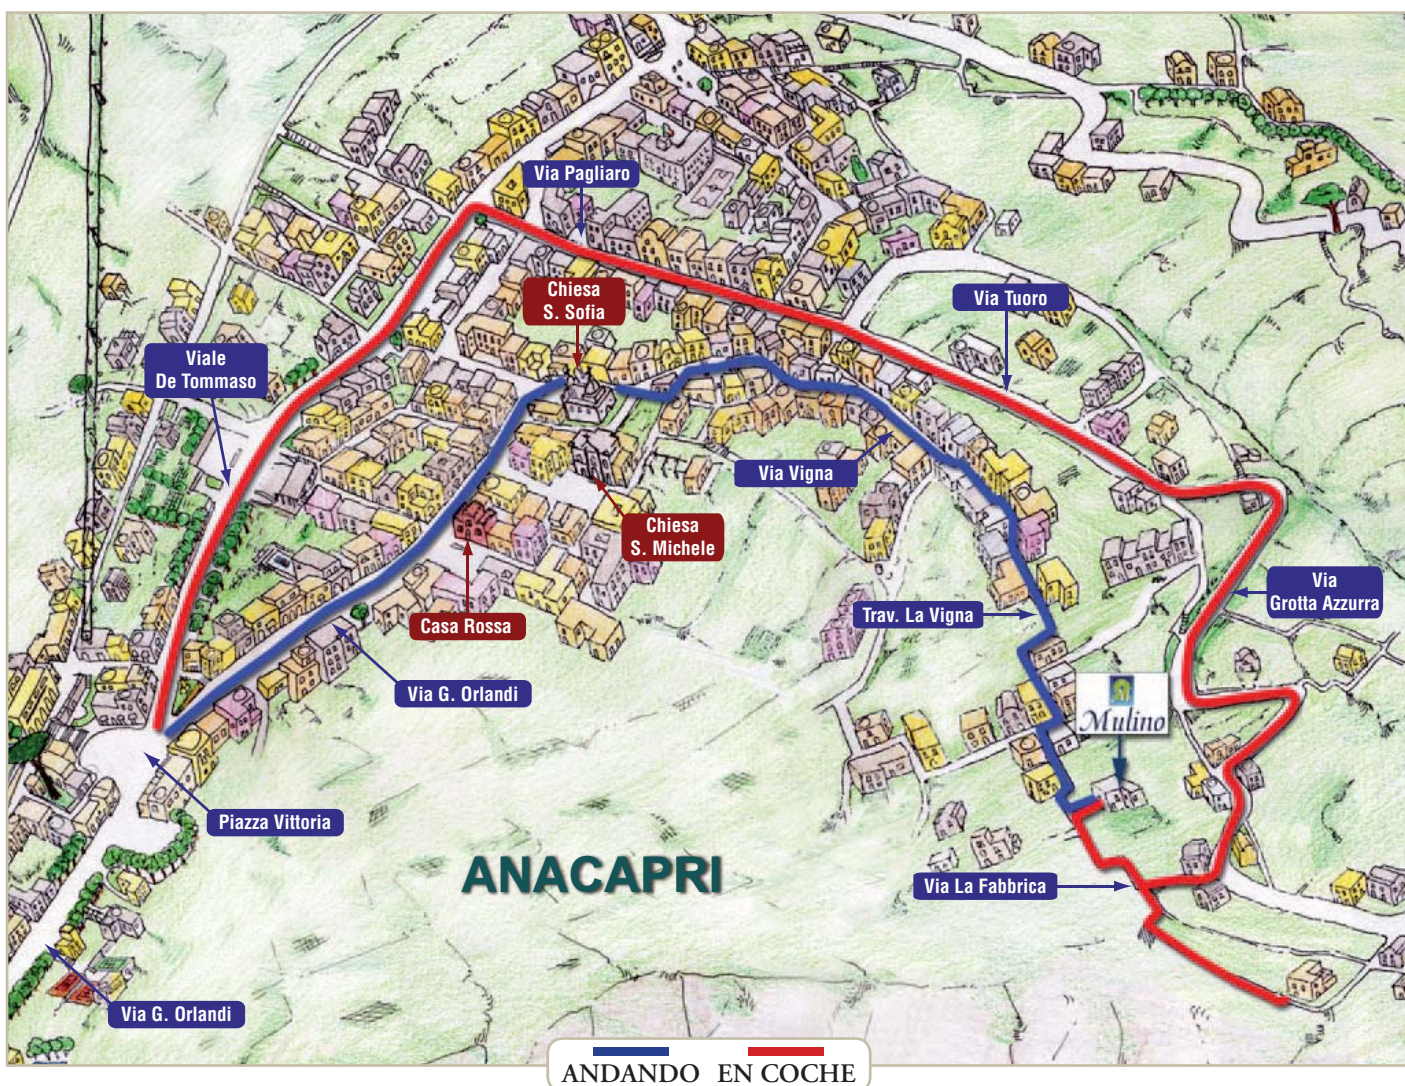 Via Pagliaro
Chiesa
S. Sofia
Via Tuoro
Viale
De Tommaso
Via Vigna
Chiesa
S. Michele
Via
Grotta Azzurra
Casa Rossa
Trav. La Vigna
Via G. Orlandi
Mulino
Piazza Vittoria
ANACAPRI
Via La Fabbrica
Via G. Orlandi
ANDANDO EN COCHE